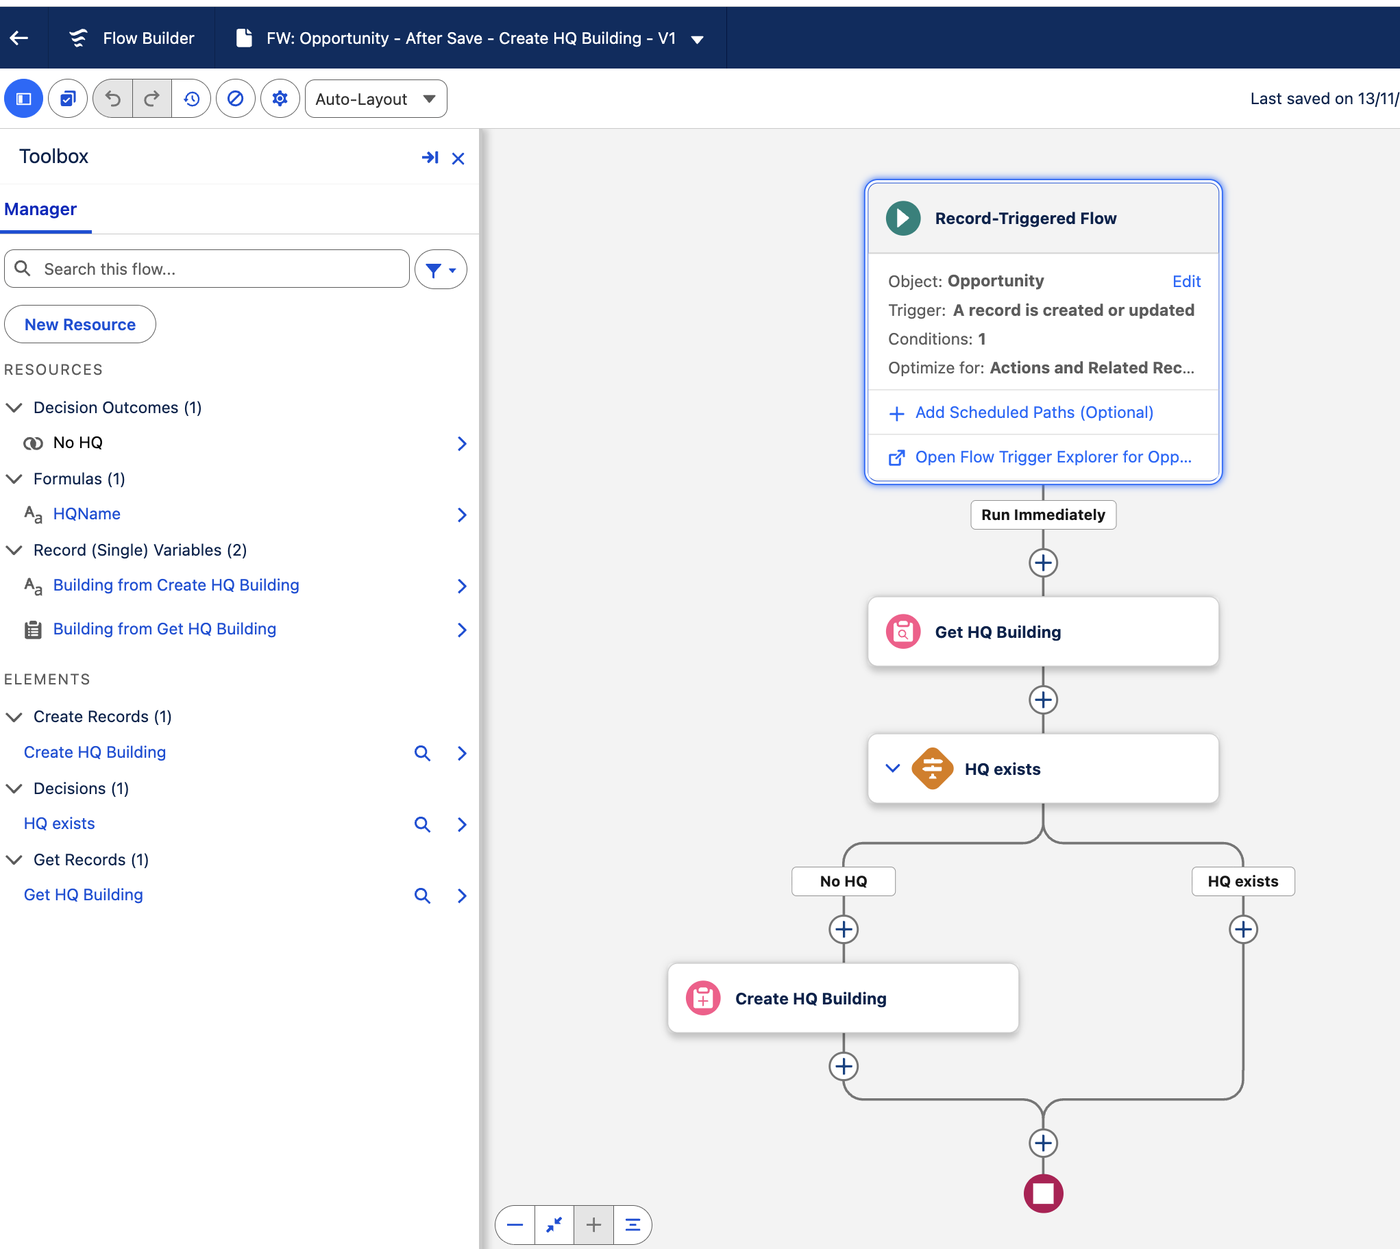 Flow Builder
FW: Opportunity - After Save - Create HQ Building - V1
Auto-Layout
Last saved on 13/11/
Toolbox
Manager
Search this flow...
New Resource
RESOURCES
Decision Outcomes (1)
No HQ
Formulas (1)
Aa HQName
Record (Single) Variables (2)
Aa Building from Create HQ Building
Building from Get HQ Building
ELEMENTS
Create Records (1)
Create HQ Building
Decisions (1)
HQ exists
Get Records (1)
Get HQ Building
Record-Triggered Flow
Object: Opportunity Edit
Trigger: A record is created or updated
Conditions: 1
Optimize for: Actions and Related Rec...
Add Scheduled Paths (Optional)
Open Flow Trigger Explorer for Opp...
Run Immediately
Get HQ Building
HQ exists
No HQ
HQ exists
Create HQ Building